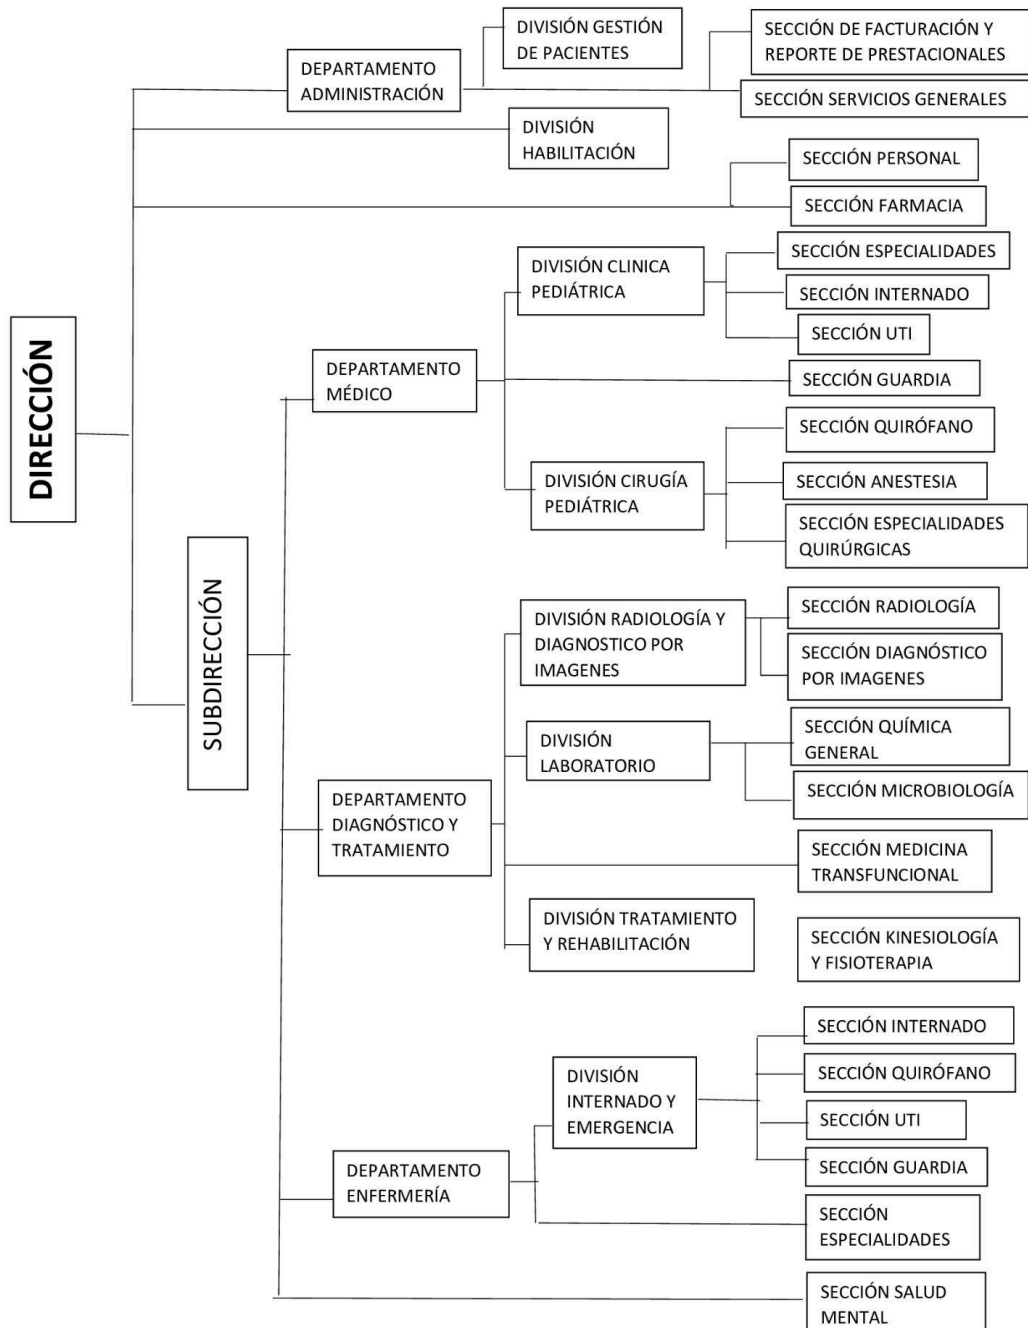 DIVISIÓN GESTIÓN
DE PACIENTES
SECCIÓN DE FACTURACIÓN Y
REPORTE DE PRESTACIONALES
DEPARTAMENTO
ADMINISTRACIÓN
SECCIÓN SERVICIOS GENERALES
DIVISIÓN
HABILITACIÓN
SECCIÓN PERSONAL
SECCIÓN FARMACIA
DIRECCIÓN
SUBDIRECCIÓN
DEPARTAMENTO
MÉDICO
DIVISIÓN CLINICA
PEDIÁTRICA
SECCIÓN ESPECIALIDADES
SECCIÓN INTERNADO
SECCIÓN UTI
SECCIÓN GUARDIA
DIVISIÓN CIRUGÍA
PEDIÁTRICA
SECCIÓN QUIRÓFANO
SECCIÓN ANESTESIA
SECCIÓN ESPECIALIDADES
QUIRÚRGICAS
DEPARTAMENTO
DIAGNÓSTICO Y
TRATAMIENTO
DIVISIÓN RADIOLOGÍA Y
DIAGNOSTICO POR
IMAGENES
SECCIÓN RADIOLOGÍA
SECCIÓN DIAGNÓSTICO
POR IMAGENES
DIVISIÓN
LABORATORIO
SECCIÓN QUÍMICA
GENERAL
SECCIÓN MICROBIOLOGÍA
SECCIÓN MEDICINA
TRANSFUNCIONAL
DIVISIÓN TRATAMIENTO
Y REHABILITACIÓN
SECCIÓN KINESIOLOGÍA
Y FISIOTERAPIA
DEPARTAMENTO
ENFERMERÍA
DIVISIÓN
INTERNADO Y
EMERGENCIA
SECCIÓN INTERNADO
SECCIÓN QUIRÓFANO
SECCIÓN UTI
SECCIÓN GUARDIA
SECCIÓN
ESPECIALIDADES
SECCIÓN SALUD
MENTAL